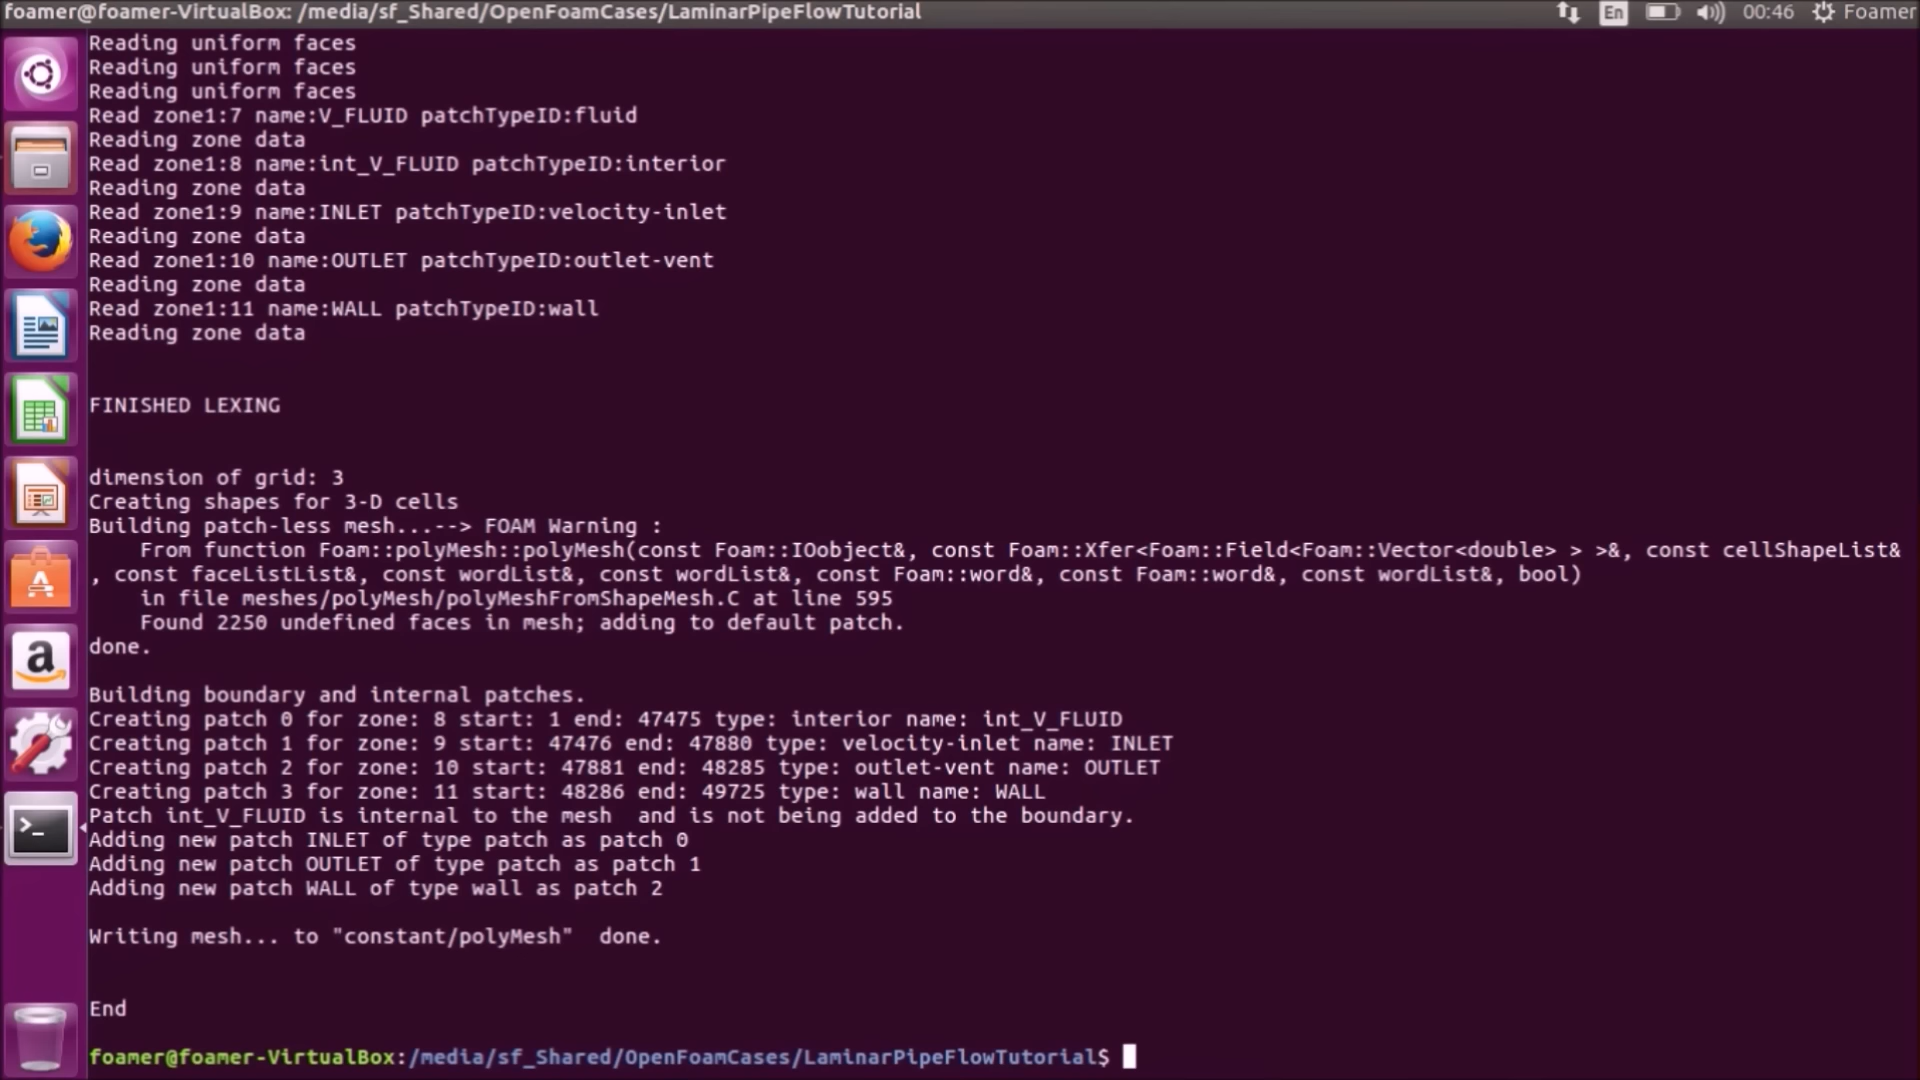 foamer@foamer-VirtualBox: /media/sf_Shared/OpenFoamCases/LaminarPipeFlowTutorial
En
00:46
Foamer
Reading uniform faces
Reading uniform faces
Reading uniform faces
Read zone1:7 name:V_FLUID patchTypeID:fluid
Reading zone data
Read zone1:8 name:int_V_FLUID patchTypeID:interior
Reading zone data
Read zone1:9 name:INLET patchTypeID:velocity-inlet
Reading zone data
Read zone1:10 name:OUTLET patchTypeID:outlet-vent
Reading zone data
Read zone1:11 name:WALL patchTypeID:wall
Reading zone data
FINISHED LEXING
dimension of grid: 3
Creating shapes for 3-D cells
Building patch-less mesh...--> FOAM Warning :
    From function Foam::polyMesh::polyMesh(const Foam::IOobject&, const Foam::Xfer<Foam::Field<Foam::Vector<double> > >&, const cellShapeList&
, const faceListList&, const wordList&, const wordList&, const Foam::word&, const Foam::word&, const wordList&, bool)
    in file meshes/polyMesh/polyMeshFromShapeMesh.C at line 595
    Found 2250 undefined faces in mesh; adding to default patch.
done.
Building boundary and internal patches.
Creating patch 0 for zone: 8 start: 1 end: 47475 type: interior name: int_V_FLUID
Creating patch 1 for zone: 9 start: 47476 end: 47880 type: velocity-inlet name: INLET
Creating patch 2 for zone: 10 start: 47881 end: 48285 type: outlet-vent name: OUTLET
Creating patch 3 for zone: 11 start: 48286 end: 49725 type: wall name: WALL
Patch int_V_FLUID is internal to the mesh  and is not being added to the boundary.
Adding new patch INLET of type patch as patch 0
Adding new patch OUTLET of type patch as patch 1
Adding new patch WALL of type wall as patch 2
Writing mesh... to "constant/polyMesh"  done.
End
foamer@foamer-VirtualBox:/media/sf_Shared/OpenFoamCases/LaminarPipeFlowTutorial$